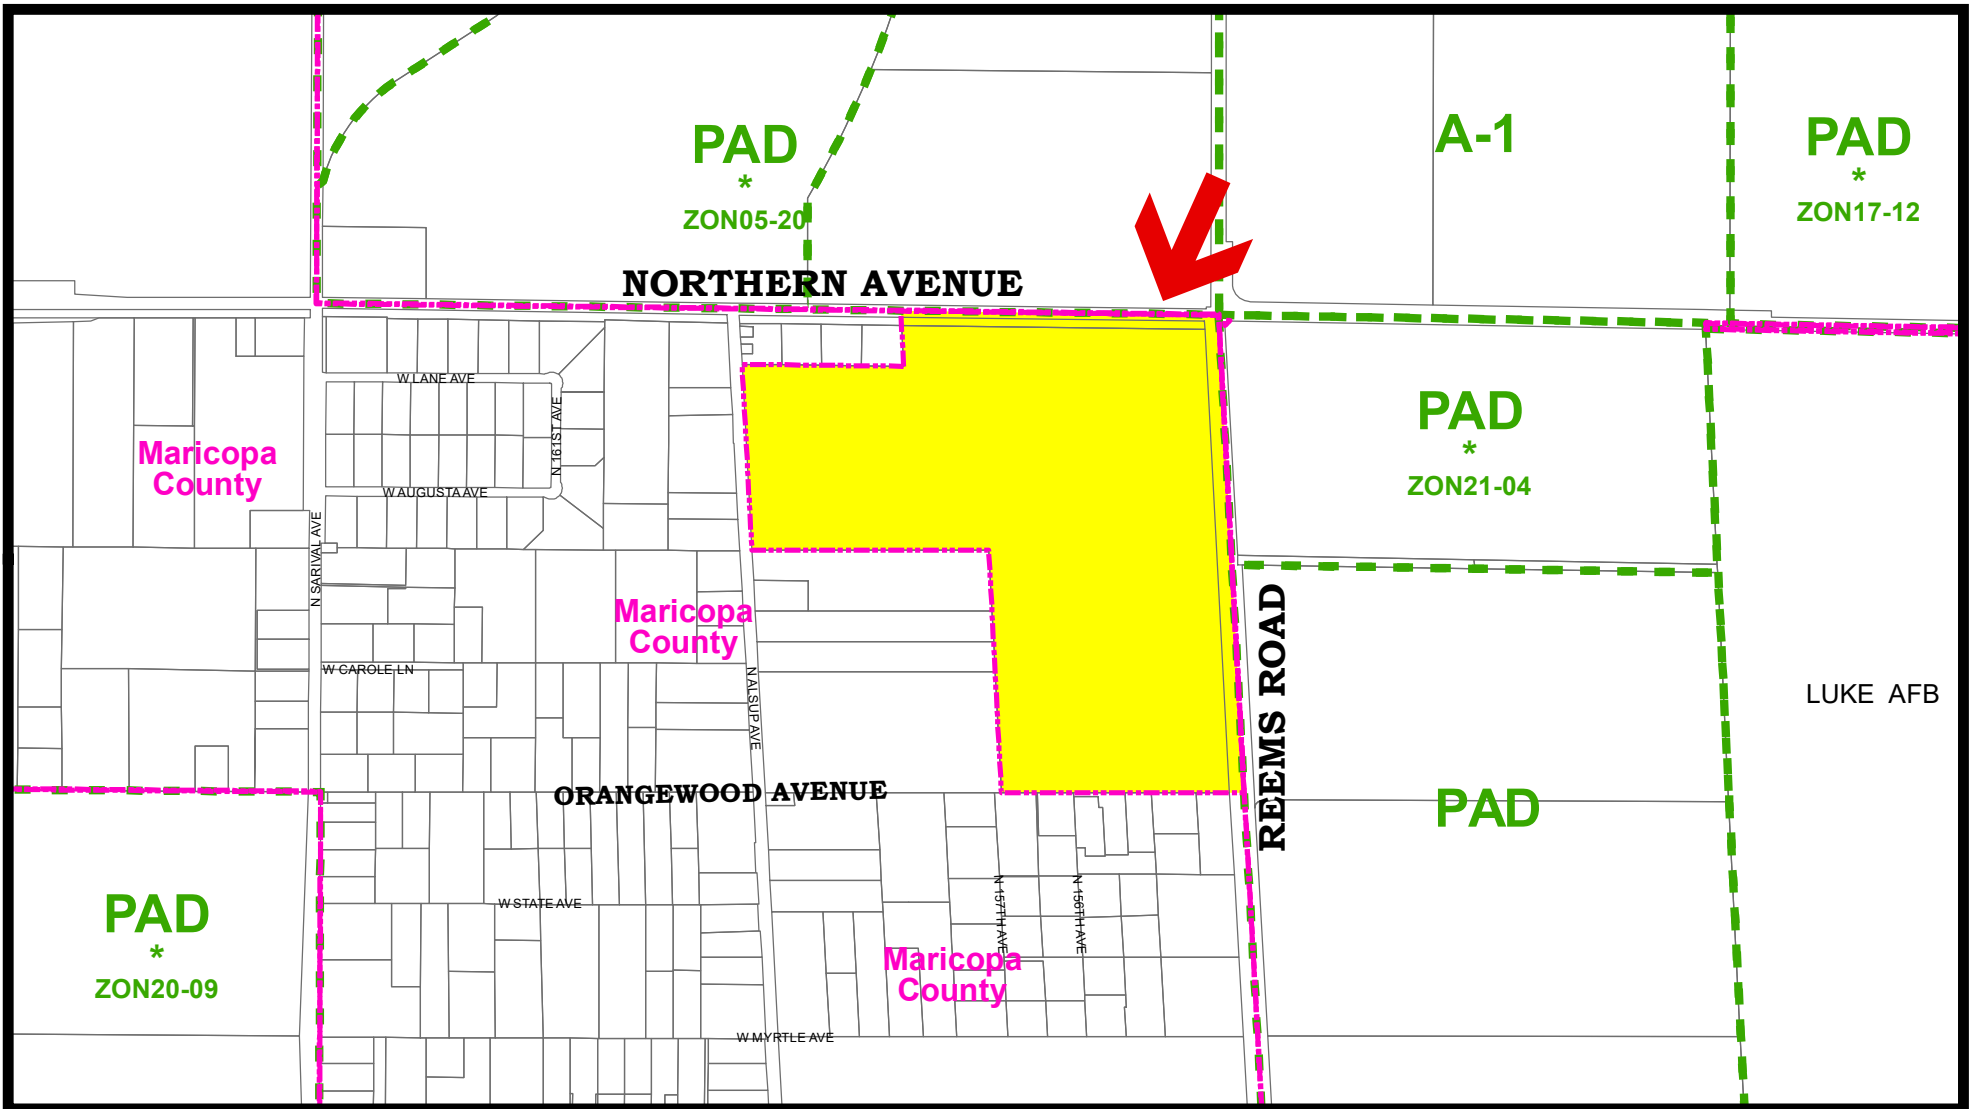 PAD
*
ZON05-20
A-1
PAD
*
ZON17-12
NORTHERN AVENUE
W LANE AVE
N 161ST AVE
W AUGUSTA AVE
Maricopa
County
PAD
*
ZON21-04
N SARIVAL AVE
Maricopa
County
W CAROLE LN
N ALSUP AVE
REEMS ROAD
LUKE AFB
ORANGEWOOD AVENUE
PAD
PAD
*
ZON20-09
W STATE AVE
N 157TH AVE
N 156TH AVE
Maricopa
County
W MYRTLE AVE